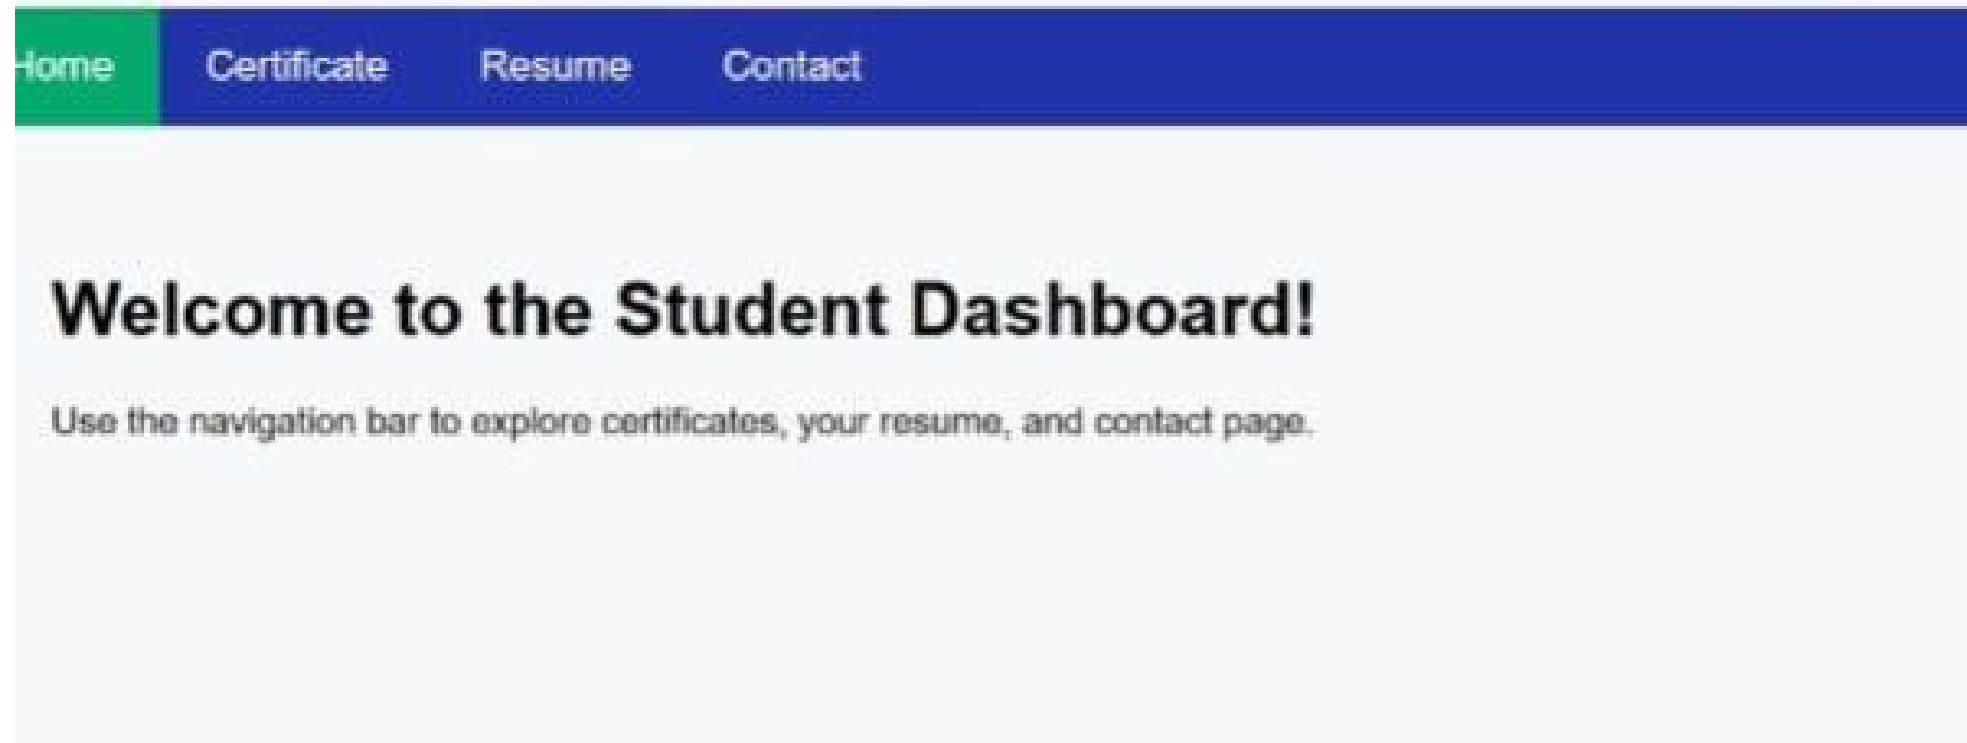 Home Certificate Resume Contact
Welcome to the Student Dashboard!
Use the navigation bar to explore certificates, your resume, and contact page.